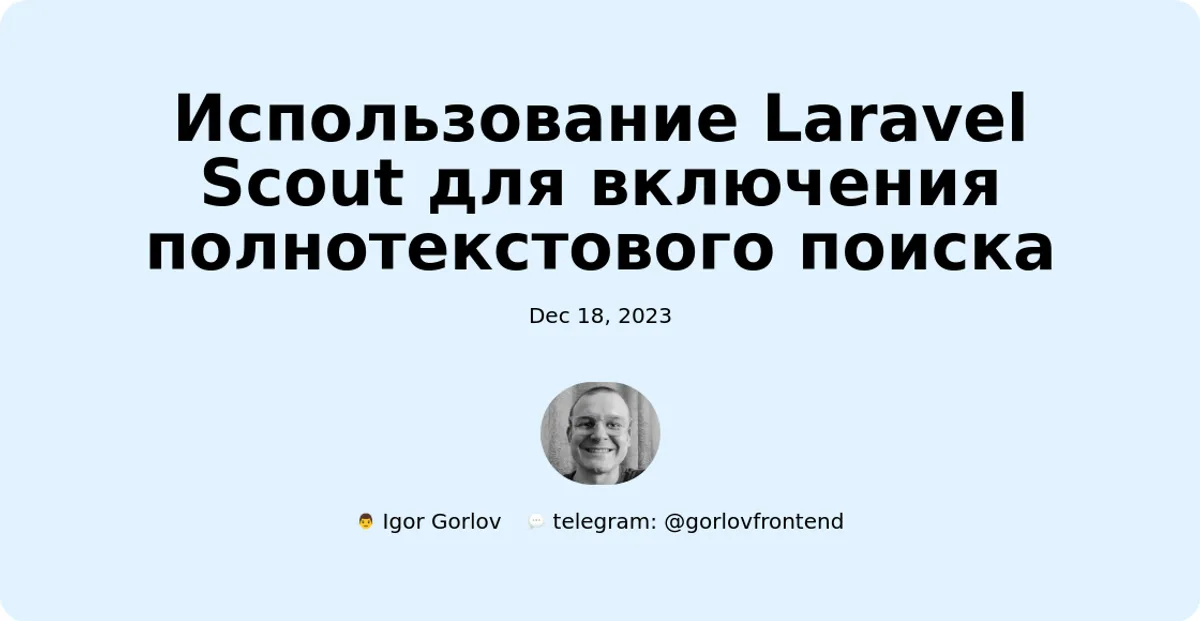 Использование Laravel
Scout для включения
полнотекстового поиска
Dec 18, 2023
👨 Igor Gorlov 💬 telegram: @gorlovfrontend